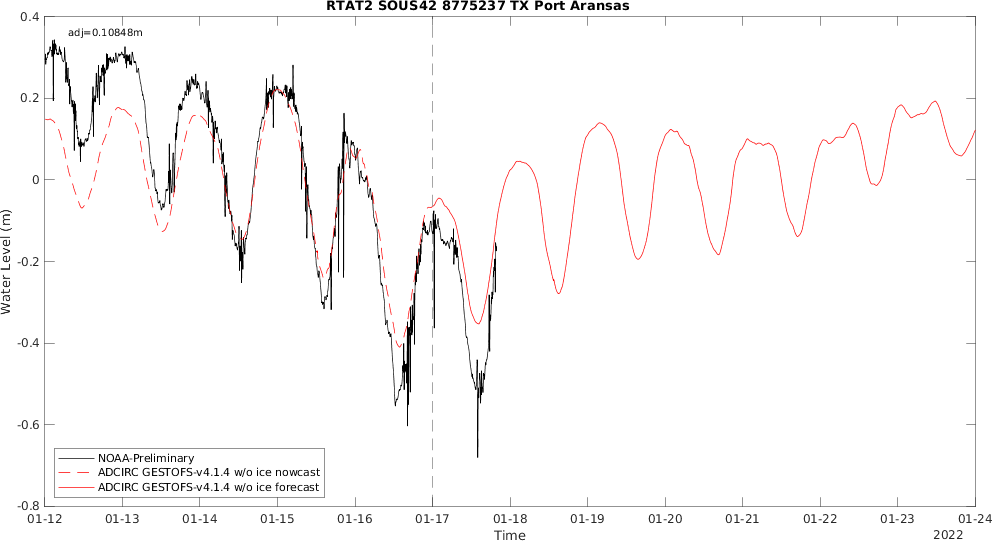 RTAT2 SOUS42 8775237 TX Port Aransas
adj=0.10848m
0.4
0.2
0
-0.2
-0.4
-0.6
-0.8
Water Level (m)
NOAA-Preliminary
ADCIRC GESTOFS-v4.1.4 w/o ice nowcast
ADCIRC GESTOFS-v4.1.4 w/o ice forecast
01-12 01-13 01-14 01-15 01-16 01-17 01-18 01-19 01-20 01-21 01-22 01-23 01-24
Time
2022